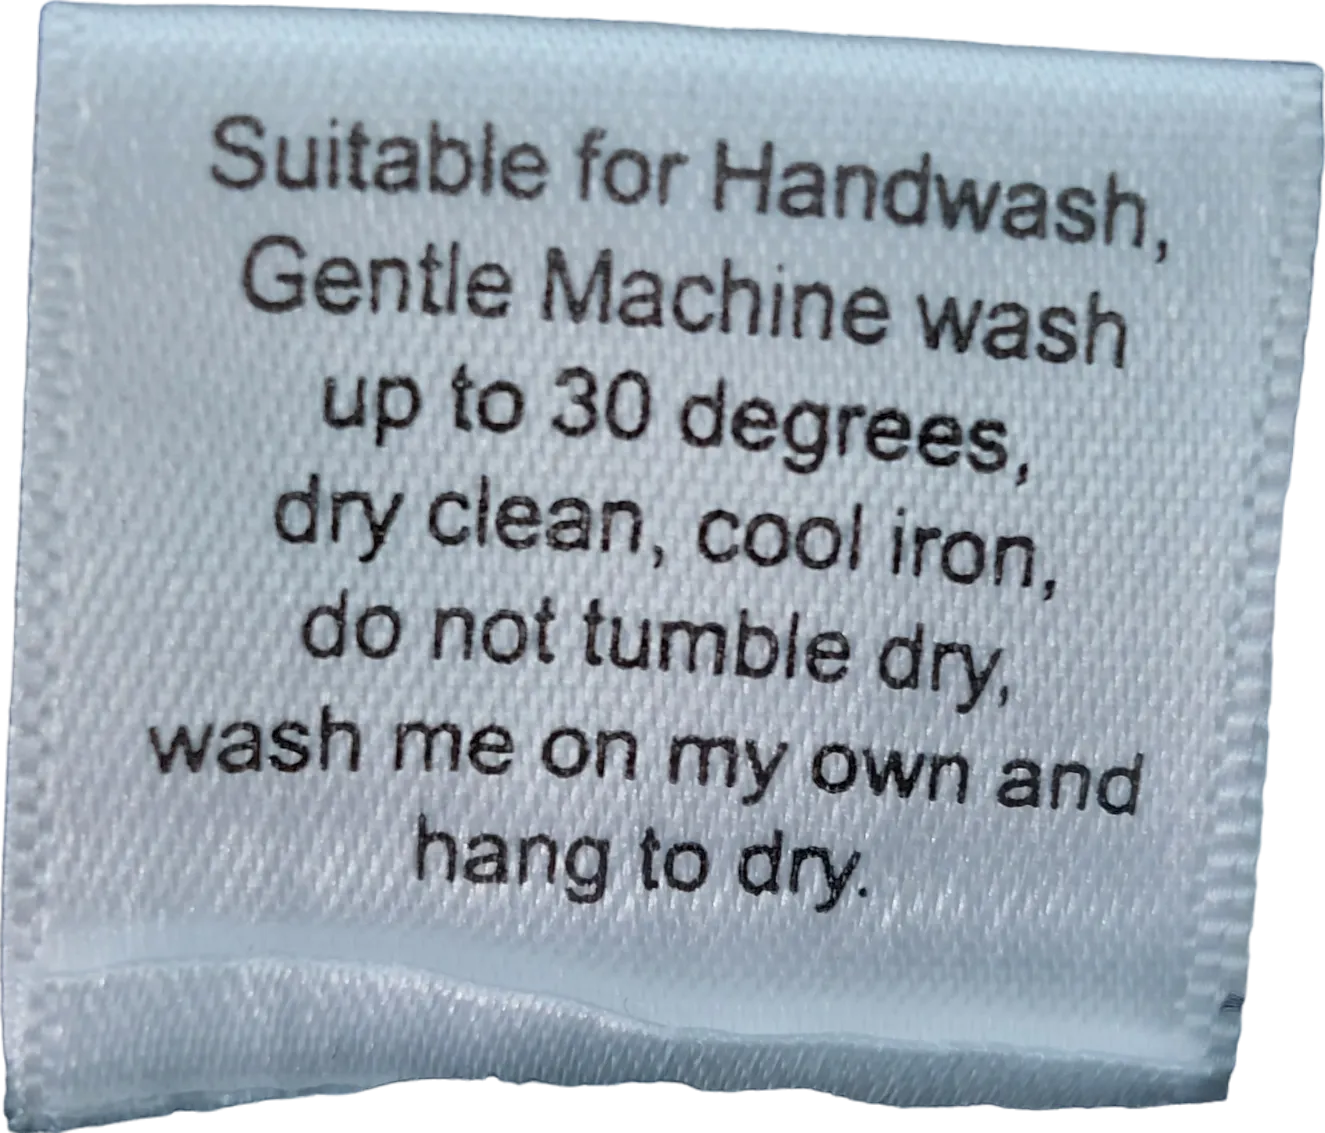 Suitable for Handwash,
Gentle Machine wash
up to 30 degrees,
dry clean, cool iron,
do not tumble dry,
wash me on my own and
hang to dry.